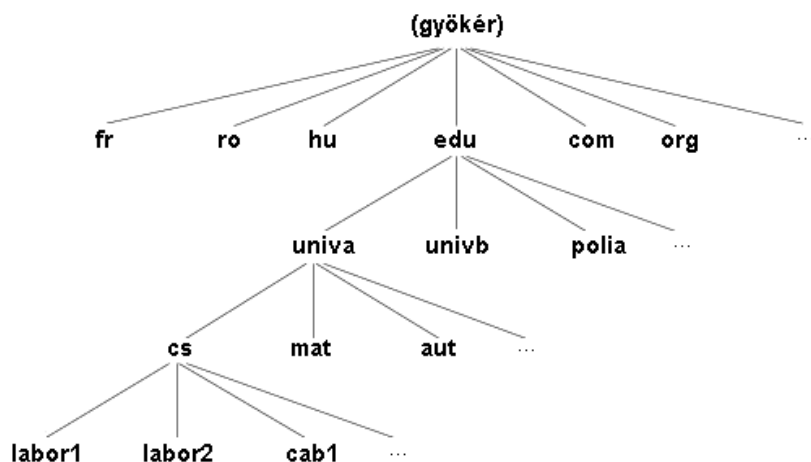 (gyökér)
fr ro hu edu com org ...
univa univb polia ...
cs mat aut ...
labor1 labor2 cab1 ...